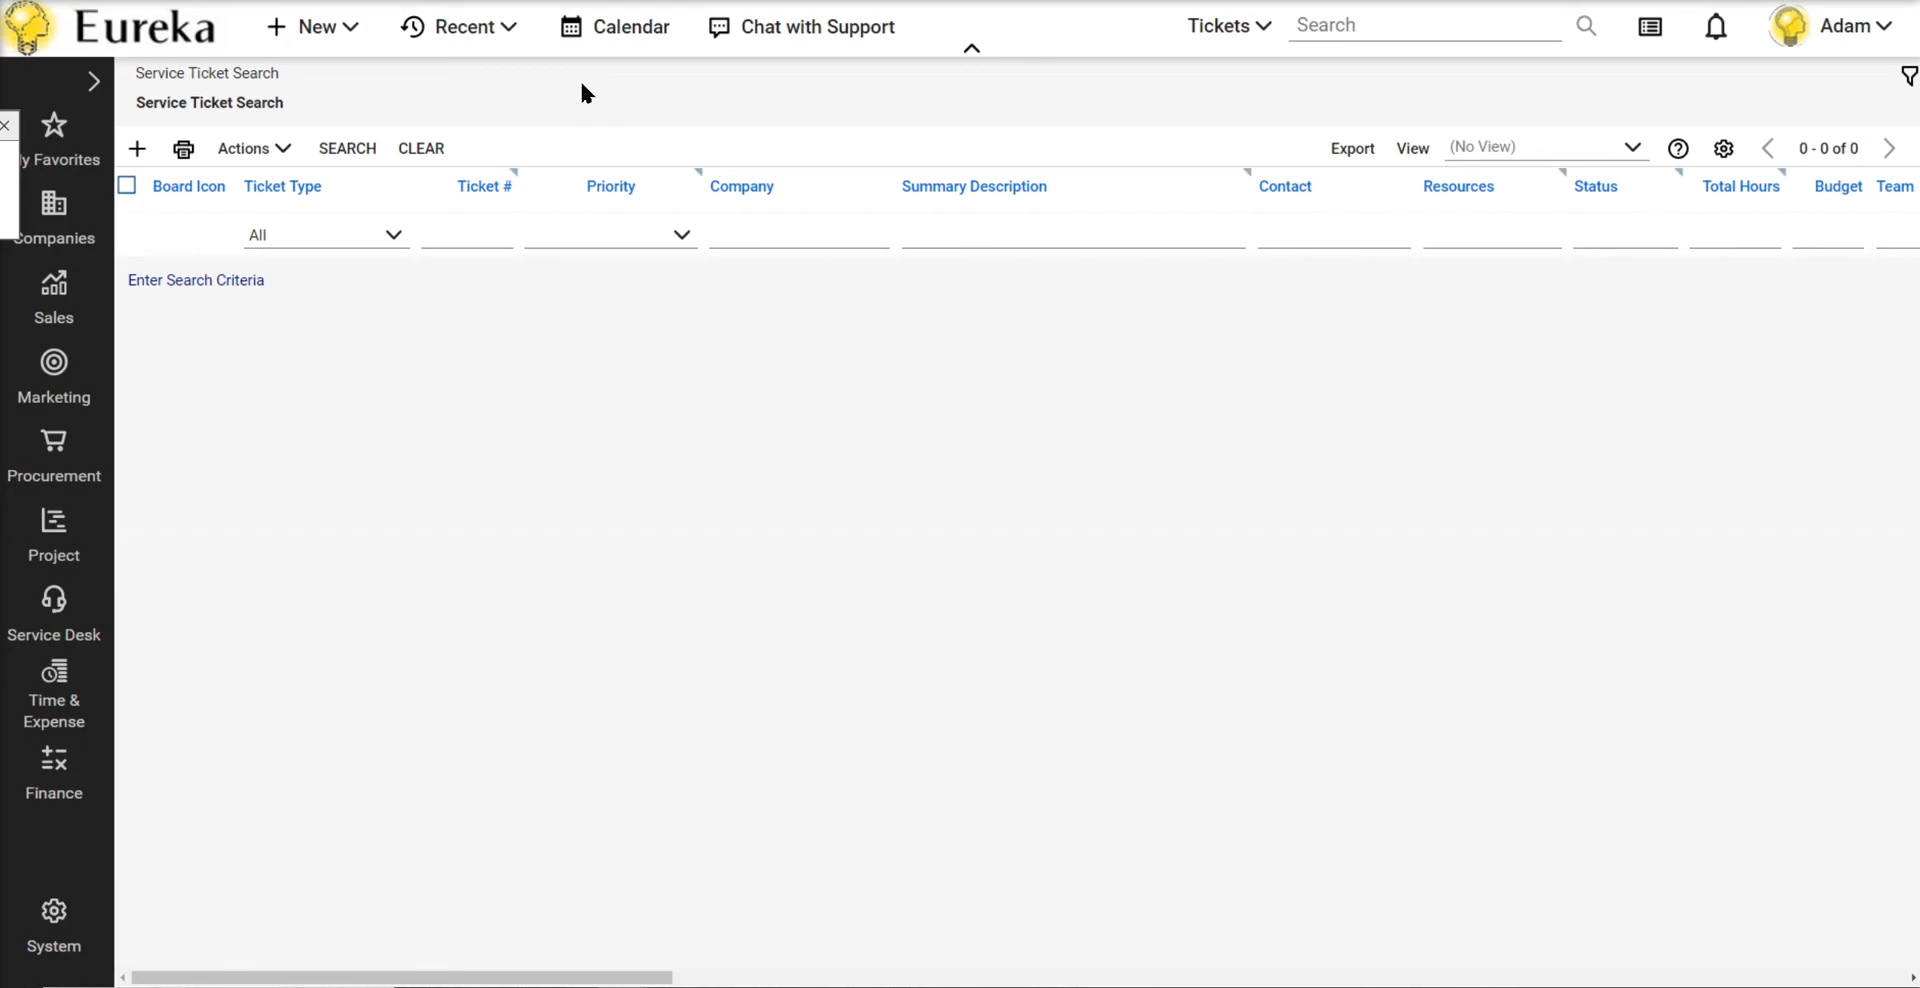 Eureka
New
Recent
Calendar
Chat with Support
Tickets
Search
Adam
Service Ticket Search
Service Ticket Search
Actions
SEARCH
CLEAR
Export
View
(No View)
0 - 0 of 0
Board Icon
Ticket Type
Ticket #
Priority
Company
Summary Description
Contact
Resources
Status
Total Hours
Budget
Team
All
Enter Search Criteria
y Favorites
Companies
Sales
Marketing
Procurement
Project
Service Desk
Time &
Expense
Finance
System